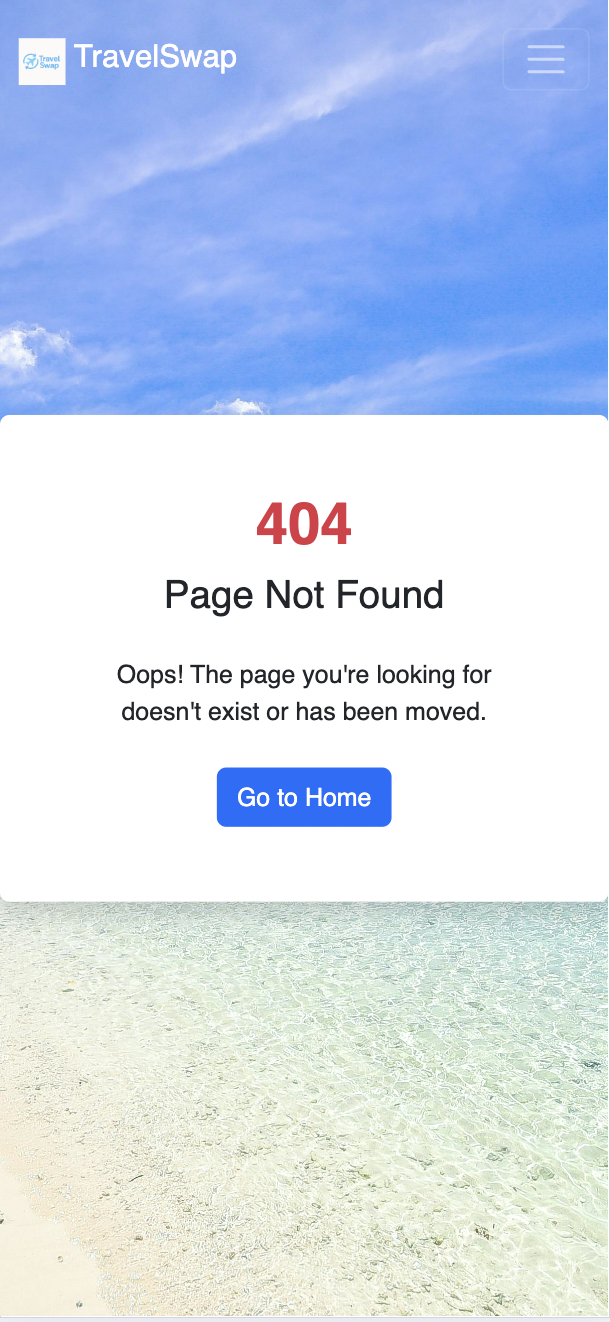 Travel
Swap
TravelSwap
404
Page Not Found
Oops! The page you're looking for
doesn't exist or has been moved.
Go to Home